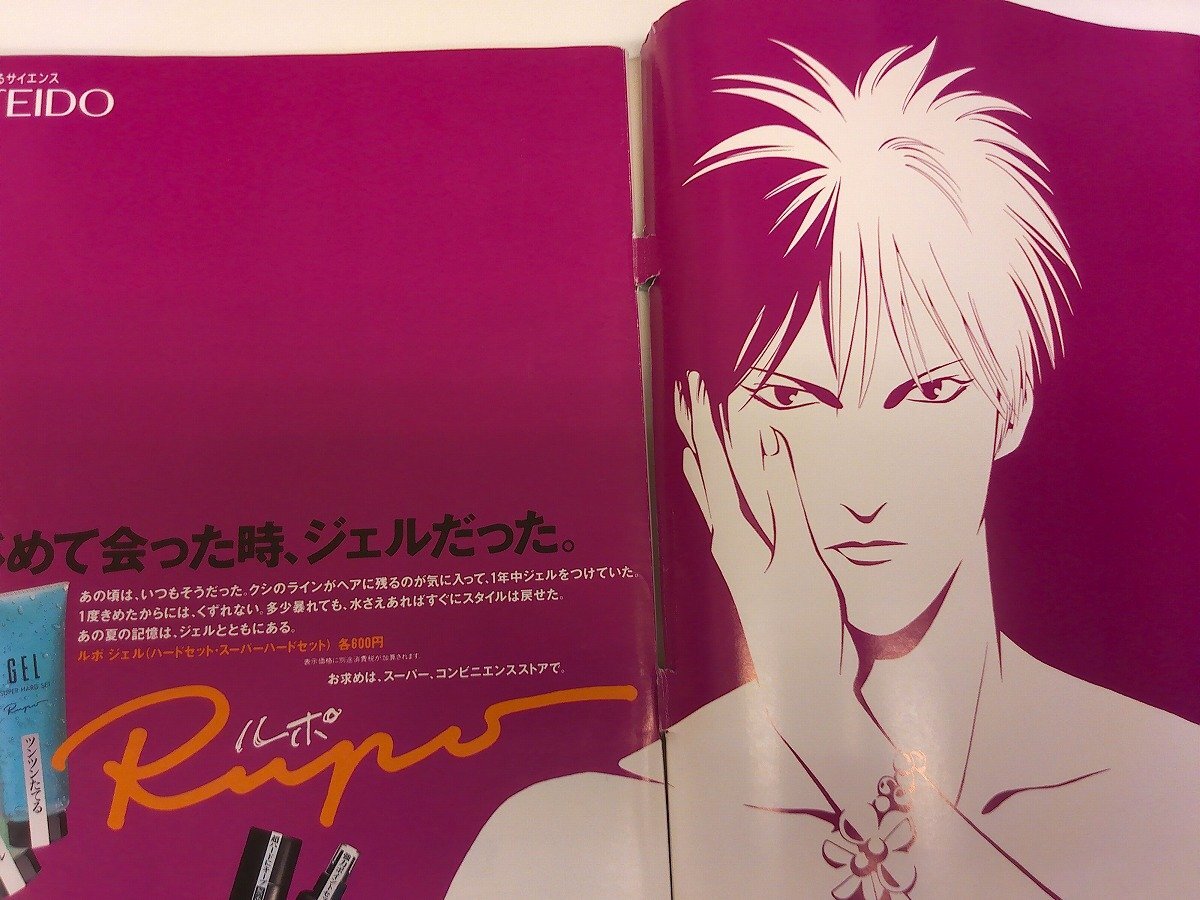 るサイエンス
TEIDO
めて会った時、ジェルだった。
あの頃は、いつもそうだった。クシのラインがヘアに残るのが気に入って、1年中ジェルをつけていた。
1度きめたからには、くずれない。多少暴れても、水さえあればすぐにスタイルは戻せた。
あの夏の記憶は、ジェルとともにある。
ルポ ジェル(ハードセット・スーパーハードセット) 各600円
表示価格に別途消費税が加算されます
お求めは、スーパー、コンビニエンスストアで。
GEL
SUPER HARD SET
Rupo
ツンツンたてる
ルポ
Rupo